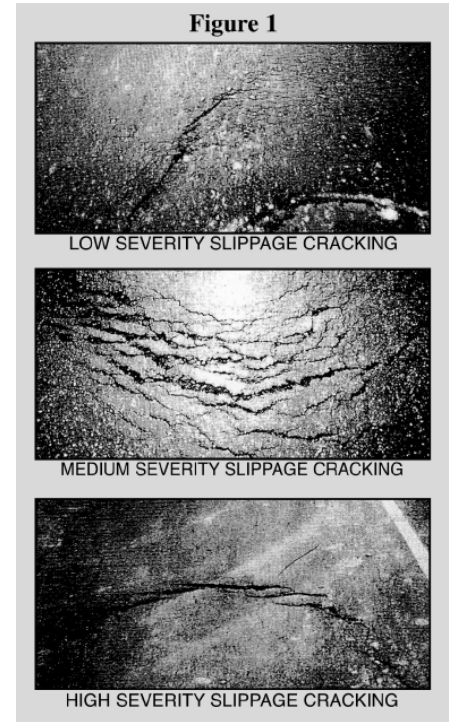 Figure 1
LOW SEVERITY SLIPPAGE CRACKING
MEDIUM SEVERITY SLIPPAGE CRACKING
HIGH SEVERITY SLIPPAGE CRACKING